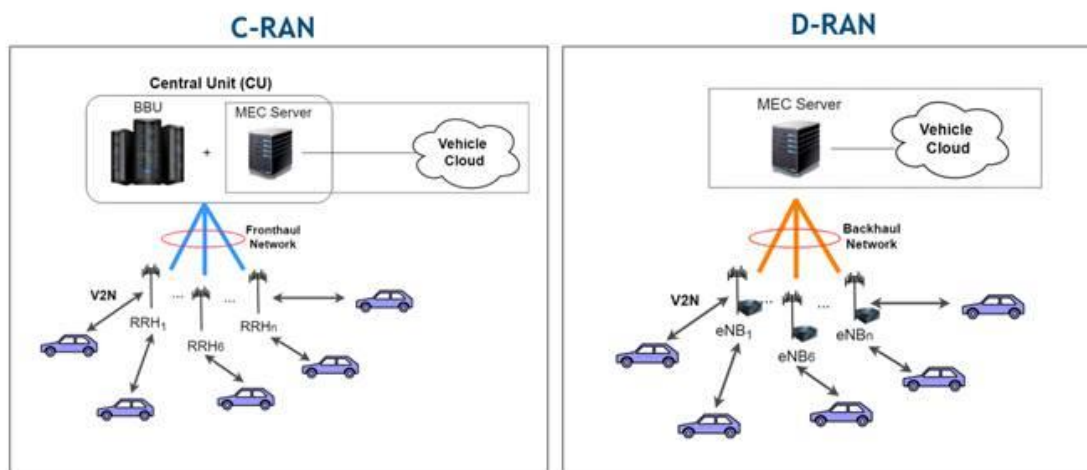 C-RAN
Central Unit (CU)
BBU
MEC Server
+
Vehicle
Cloud
Fronthaul
Network
V2N
...
...
RRH1
RRH6
RRHn
D-RAN
MEC Server
Vehicle
Cloud
Backhaul
Network
V2N
...
...
eNB1
eNB6
eNBn